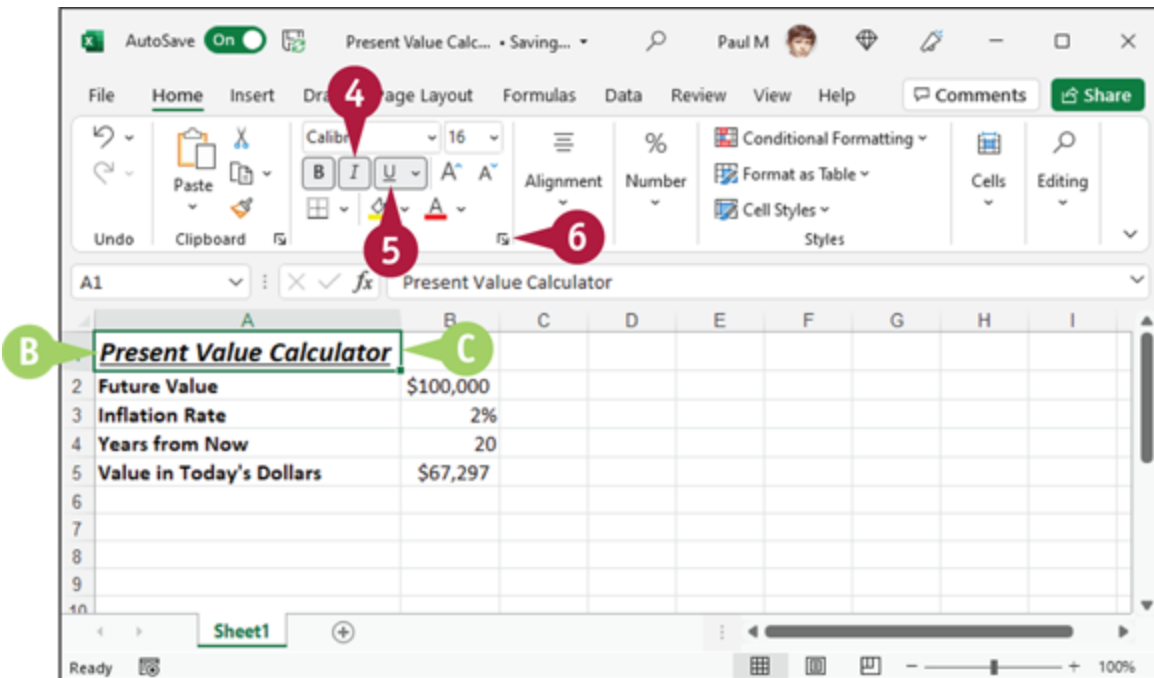 AutoSave On Present Value Calc... • Saving... Paul M
File Home Insert Page Layout Formulas Data Review View Help Comments Share
4
Calibri 16
B I U A A
Paste
Undo Clipboard
Alignment Number
% Conditional Formatting
Format as Table
Cell Styles
Styles
Cells Editing
5 6
A1 fx Present Value Calculator
A B C D E F G H I
B Present Value Calculator C
2 Future Value $100,000
3 Inflation Rate 2%
4 Years from Now 20
5 Value in Today's Dollars $67,297
6
7
8
9
10
Sheet1
Ready 100%